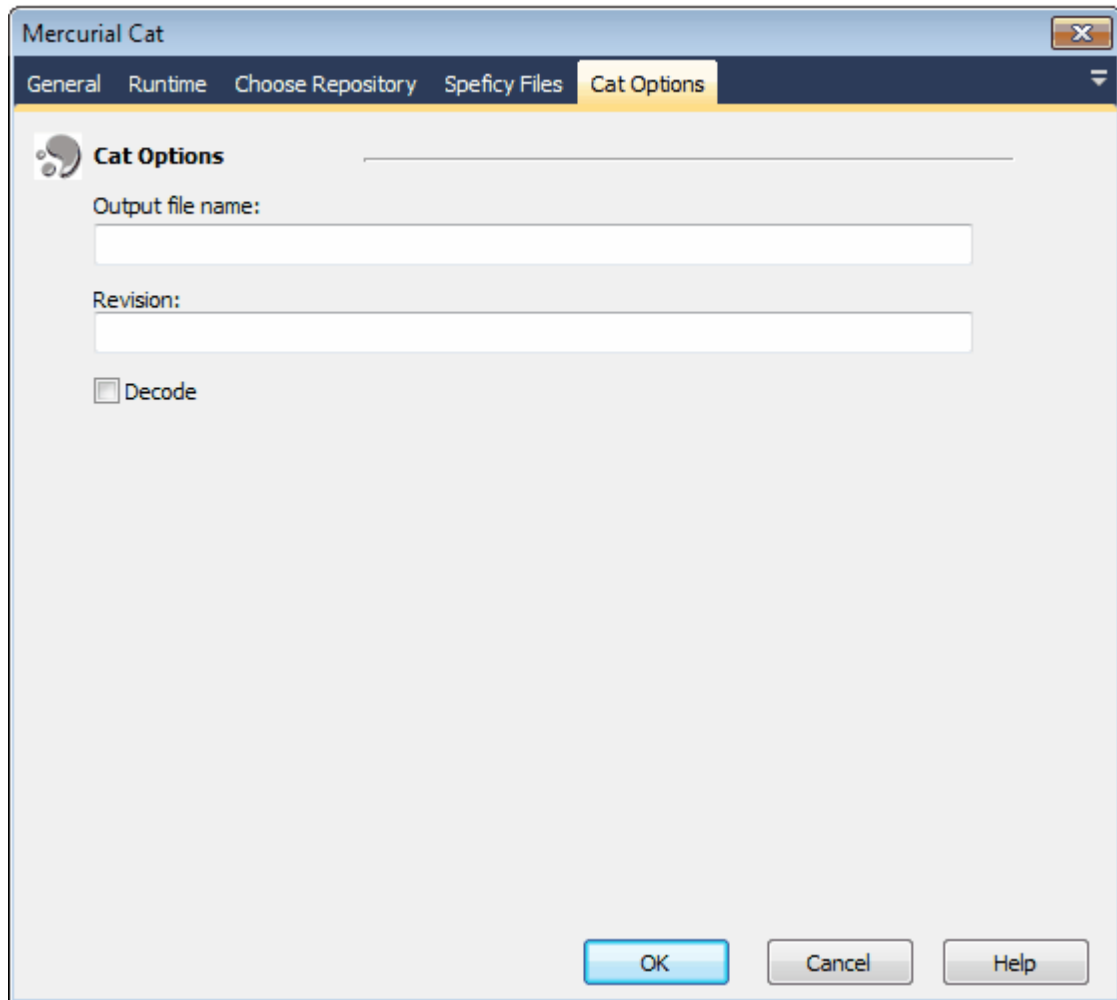 Mercurial Cat
General Runtime Choose Repository Speficy Files Cat Options
Cat Options
Output file name:
Revision:
Decode
OK Cancel Help